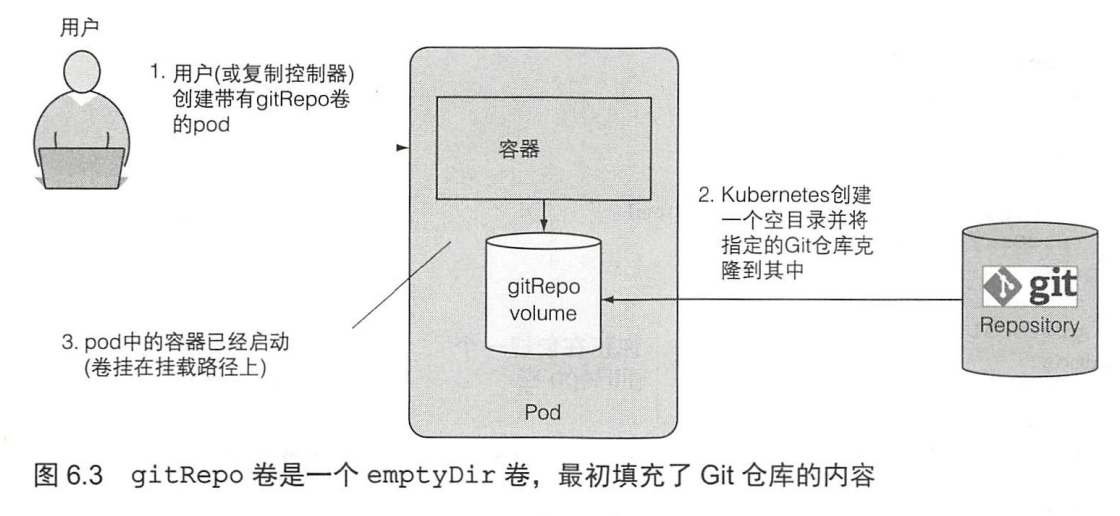 用户
1. 用户(或复制控制器)
创建带有gitRepo卷
的pod
容器
2. Kubernetes创建
一个空目录并将
指定的Git仓库克
隆到其中
gitRepo
volume
git
Repository
3. pod中的容器已经启动
(卷挂在挂载路径上)
Pod
图 6.3 gitRepo 卷是一个 emptyDir 卷，最初填充了 Git 仓库的内容